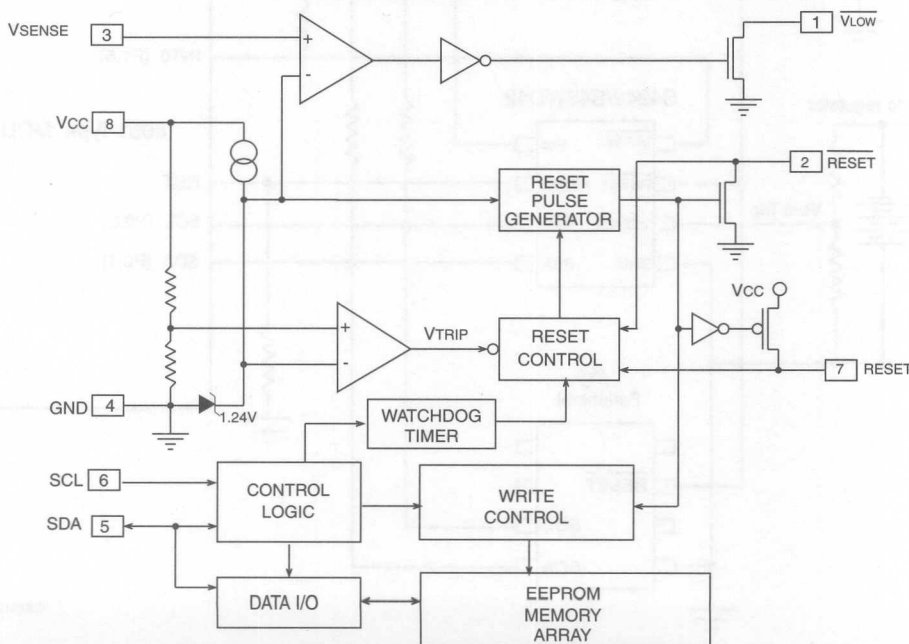 VSENSE 3
1 VLOW
VCC 8
2 RESET
RESET
PULSE
GENERATOR
VCC
VTRIP
RESET
CONTROL
7 RESET
GND 4
1.24V
WATCHDOG
TIMER
SCL 6
CONTROL
LOGIC
WRITE
CONTROL
SDA 5
DATA I/O
EEPROM
MEMORY
ARRAY